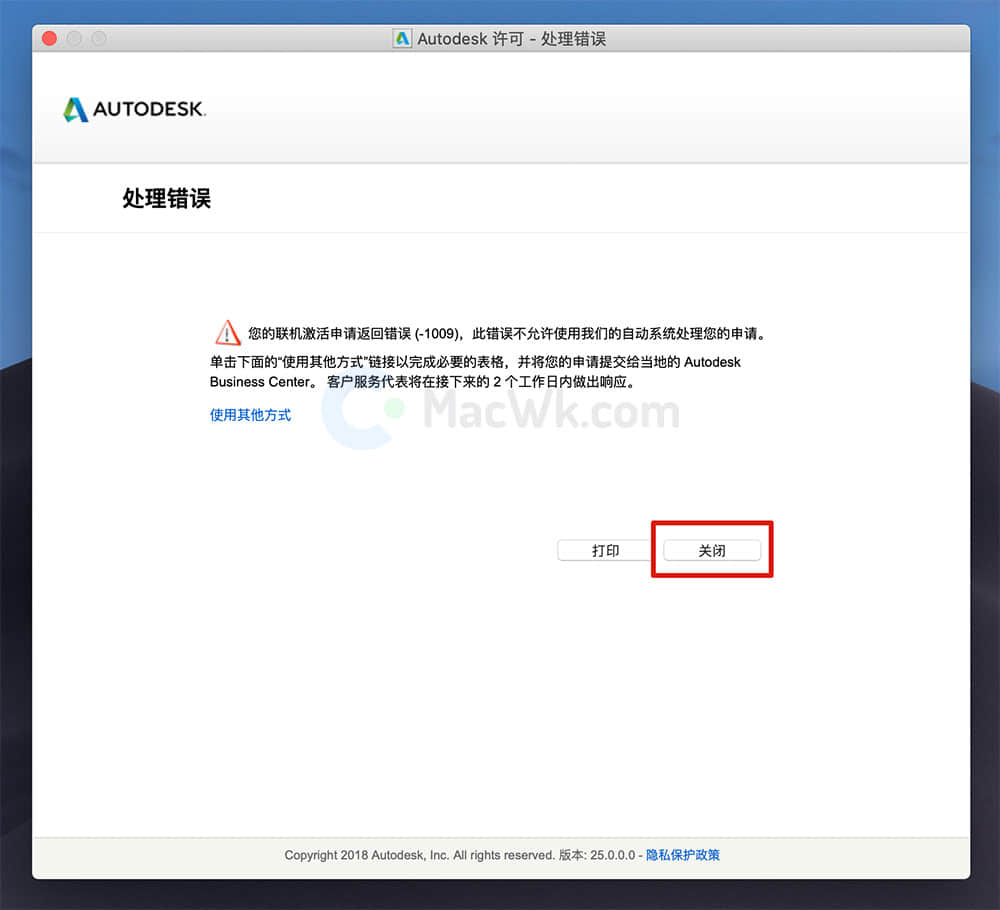 Autodesk 许可 - 处理错误
AUTODESK.
处理错误
您的联机激活申请返回错误 (-1009)，此错误不允许使用我们的自动系统处理您的申请。
单击下面的“使用其他方式”链接以完成必要的表格，并将您的申请提交给当地的 Autodesk
Business Center。 客户服务代表将在接下来的 2 个工作日内做出响应。
使用其他方式
MacWk.com
打印 关闭
Copyright 2018 Autodesk, Inc. All rights reserved. 版本: 25.0.0.0 - 隐私保护政策